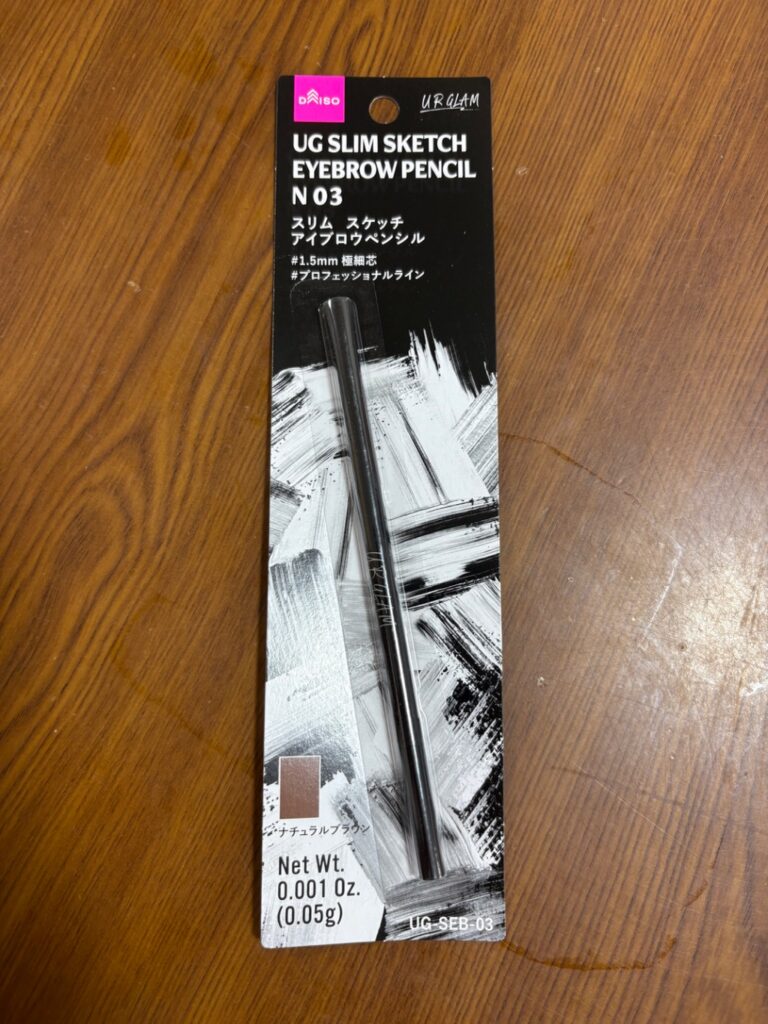 DAISO
UR GLAM
UG SLIM SKETCH
EYEBROW PENCIL
N 03
スリム スケッチ
アイブロウペンシル
#1.5mm 極細芯
#プロフェッショナルライン
UR GLAM
ナチュラルブラウン
Net Wt.
0.001 Oz.
(0.05g)
UG-SEB-03